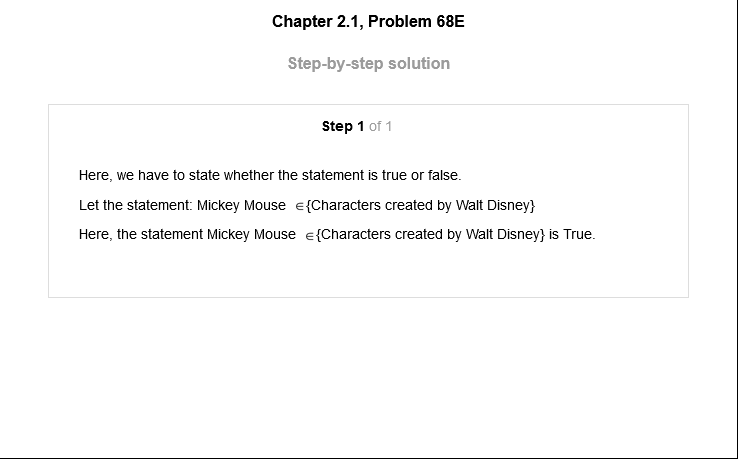 Chapter 2.1, Problem 68E
Step-by-step solution
Step 1 of 1
Here, we have to state whether the statement is true or false.
Let the statement: Mickey Mouse ∈{Characters created by Walt Disney}
Here, the statement Mickey Mouse ∈{Characters created by Walt Disney} is True.